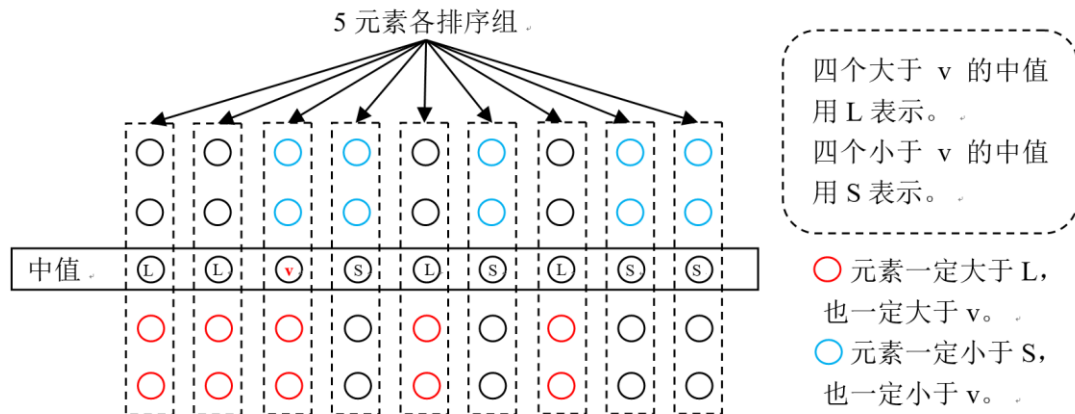 5 元素各排序组
四个大于 v 的中值
用 L 表示。
四个小于 v 的中值
用 S 表示。
中值 L L v S L S L S S
元素一定大于 L，
也一定大于 v。
元素一定小于 S，
也一定小于 v。